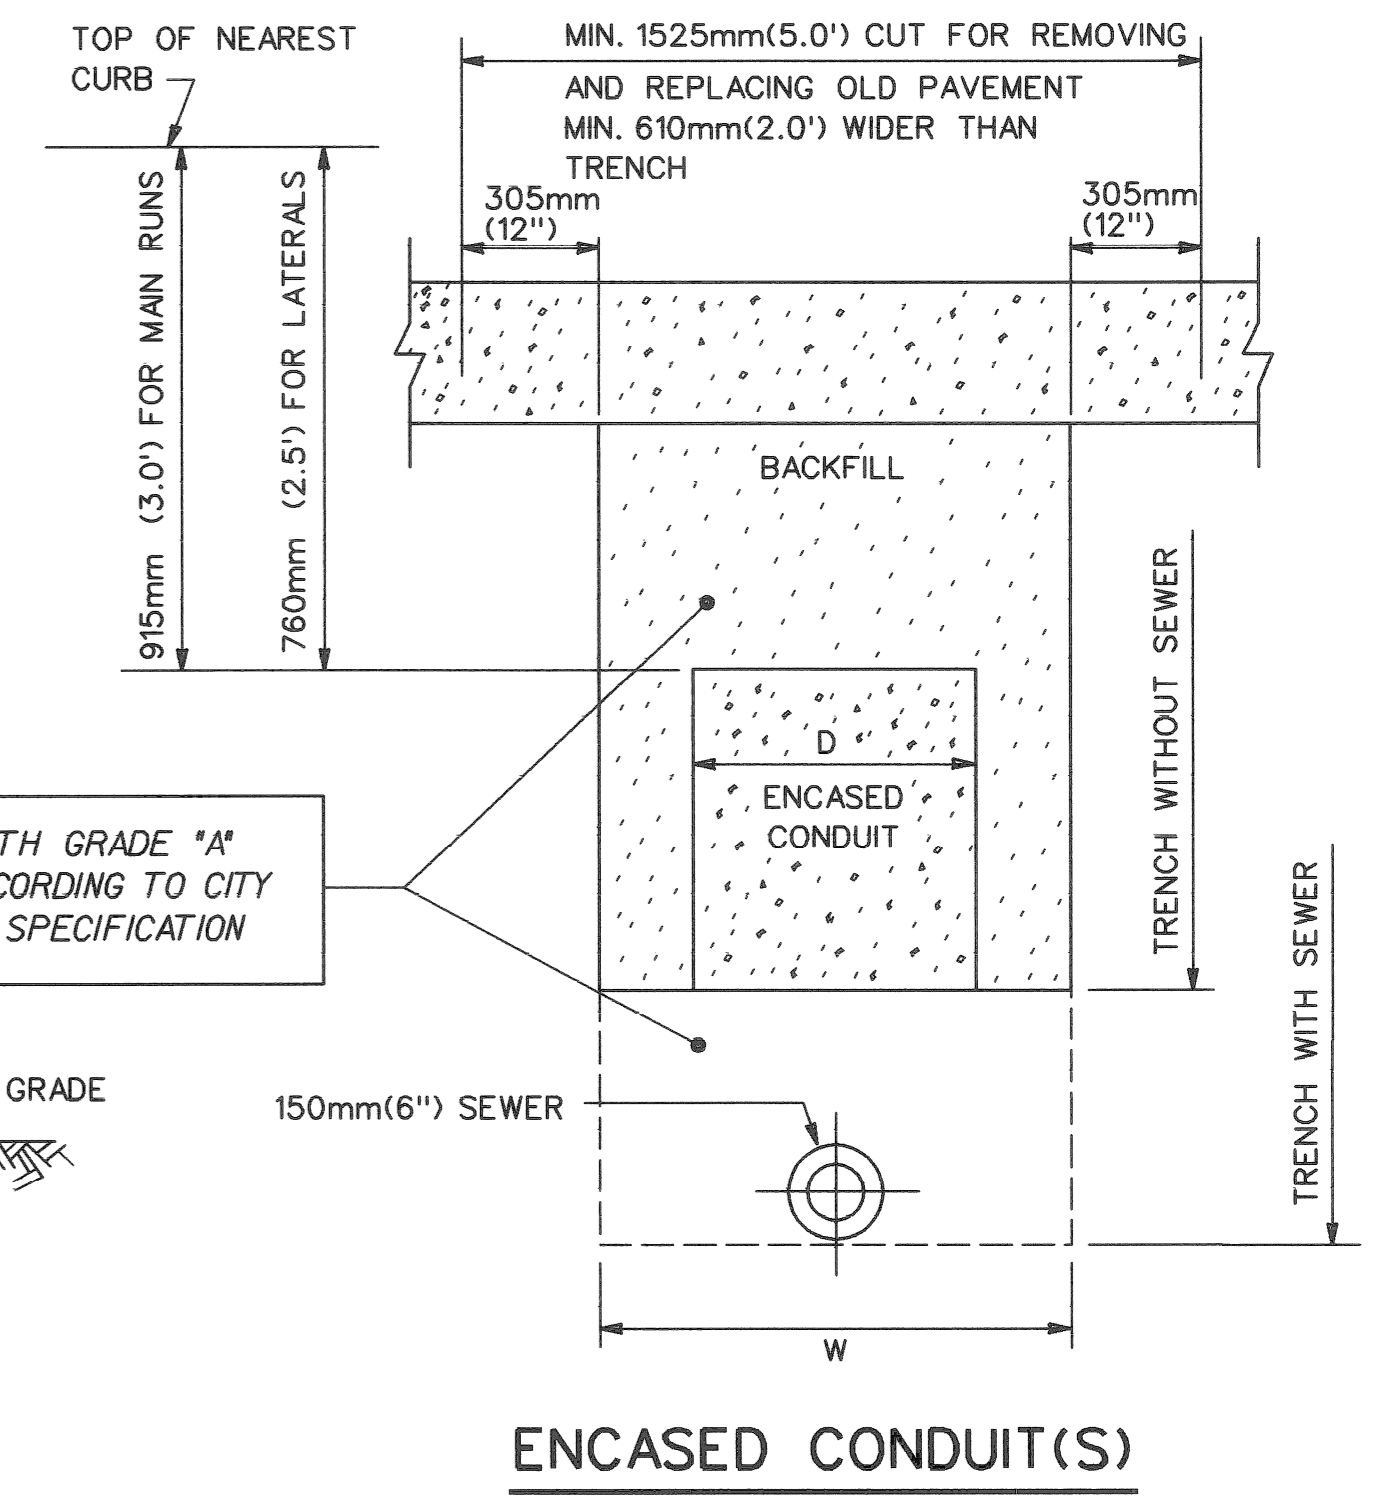 TOP OF NEAREST
CURB
MIN. 1525mm(5.0') CUT FOR REMOVING
AND REPLACING OLD PAVEMENT
MIN. 610mm(2.0') WIDER THAN
TRENCH
305mm
(12")
305mm
(12")
915mm (3.0') FOR MAIN RUNS
760mm (2.5') FOR LATERALS
BACKFILL
D
ENCASED
CONDUIT
TRENCH WITHOUT SEWER
TRENCH WITH SEWER
TH GRADE "A"
CORDING TO CITY
SPECIFICATION
GRADE
150mm(6") SEWER
W
ENCASED CONDUIT(S)